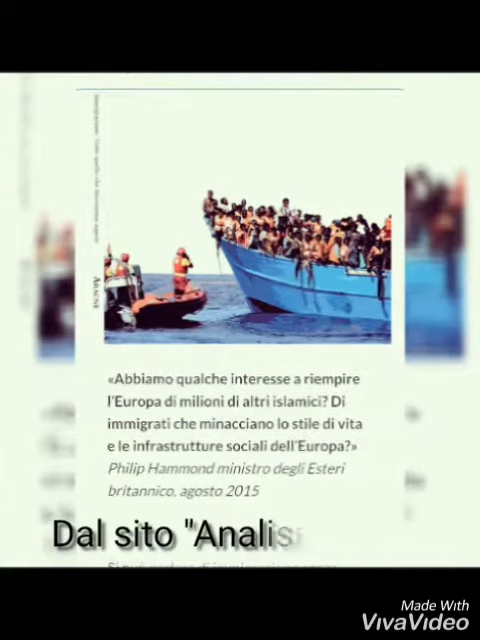 «Abbiamo qualche interesse a riempire
l'Europa di milioni di altri islamici? Di
immigrati che minacciano lo stile di vita
e le infrastrutture sociali dell'Europa?»
Philip Hammond ministro degli Esteri
britannico, agosto 2015
Dal sito "Analis
Made With
VivaVideo